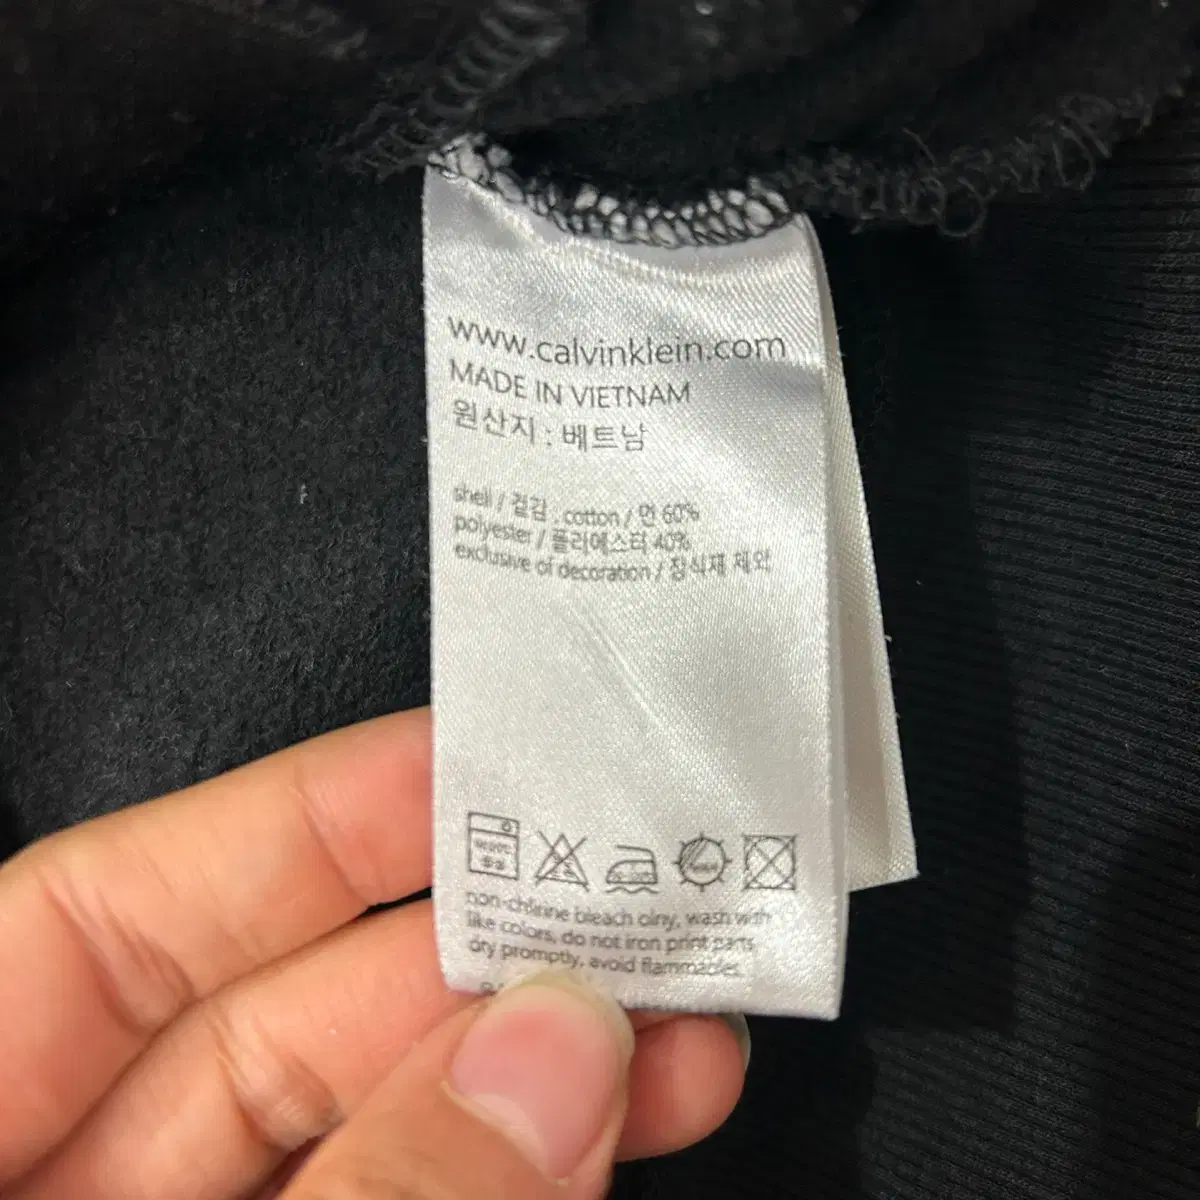 www.calvinklein.com
MADE IN VIETNAM
원산지 : 베트남
shell / 겉감 cotton / 면 60%
polyester / 폴리에스터 40%
exclusive of decoration / 장식재 제외
non-chlirine bleach olny, wash with
like colors, do not iron print parts,
dry promptly, avoid flammables.